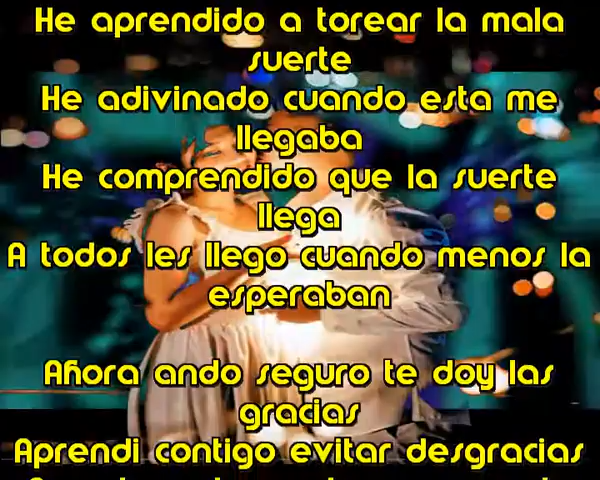 He aprendido a torear la mala
suerte
He adivinado cuando esta me
llegaba
He comprendido que la suerte
llega
A todos les llego cuando menos la
esperaban
Ahora ando seguro te doy las
gracias
Aprendi contigo evitar desgracias